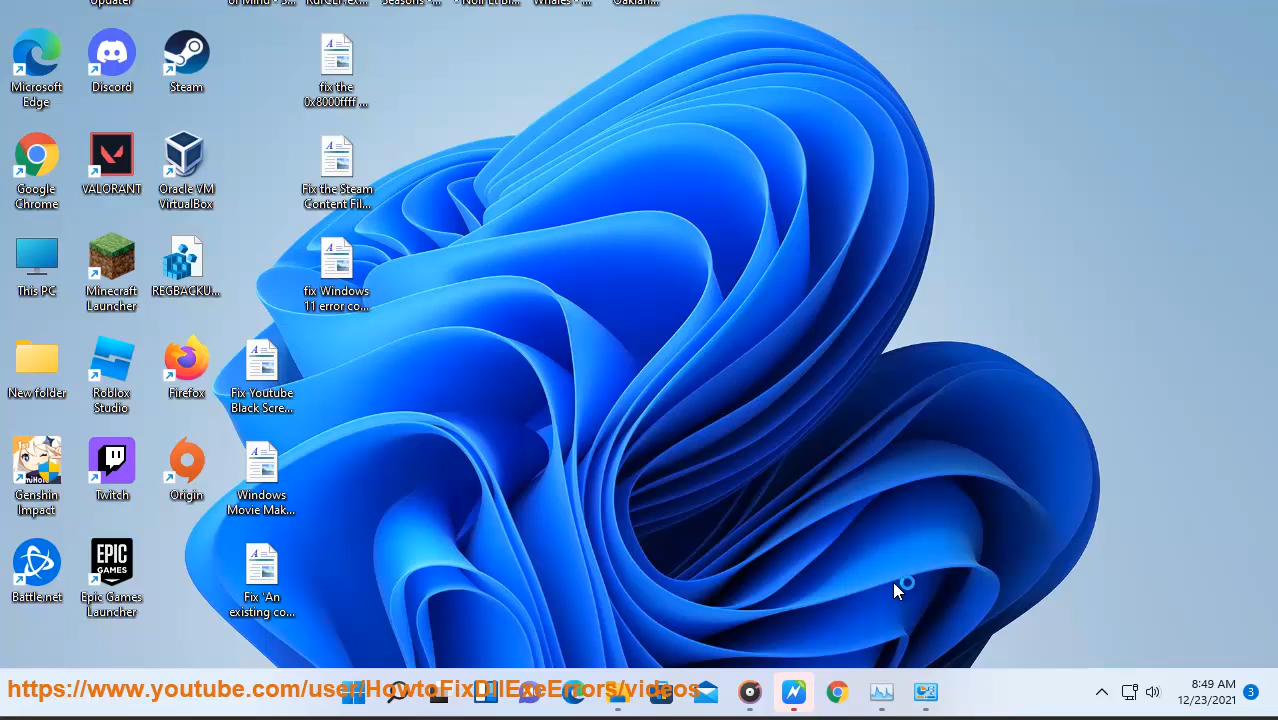 Updater
Microsoft
Edge
Discord
Steam
fix the
0x8000ffff ...
Google
Chrome
VALORANT
Oracle VM
VirtualBox
Fix the Steam
Content Fil...
This PC
Minecraft
Launcher
REGBACKU...
fix Windows
11 error co...
New folder
Roblox
Studio
Firefox
Fix Youtube
Black Scre...
Genshin
Impact
Twitch
Origin
Windows
Movie Mak...
Battle.net
EPIC
GAMES
Epic Games
Launcher
Fix 'An
existing co...
https://www.youtube.com/user/HowtoFixDllExeErrors/videos
8:49 AM
12/23/2021
3